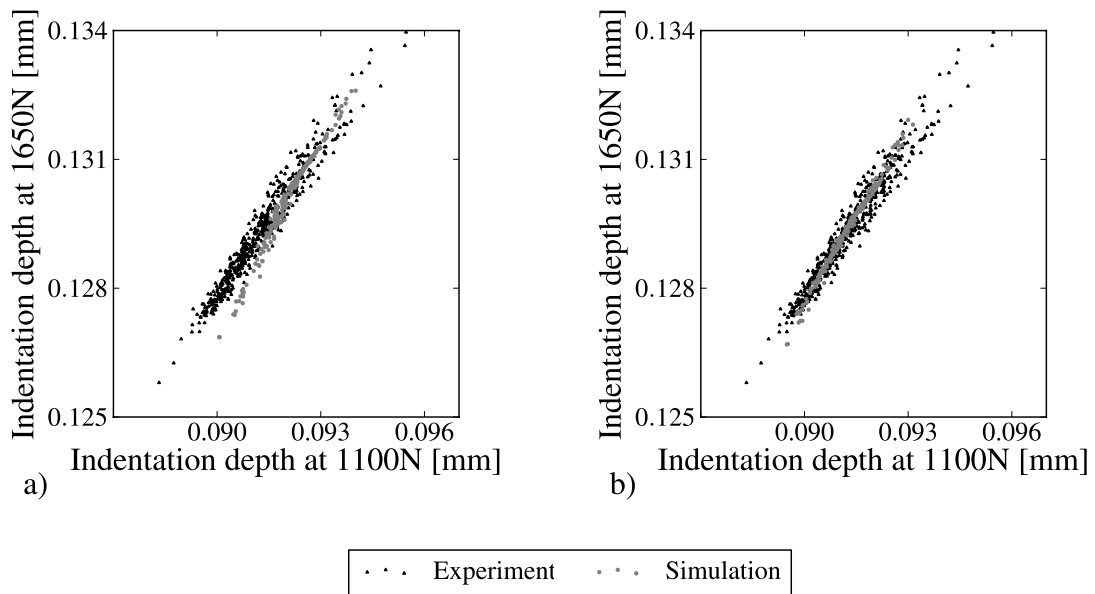 0.134
0.131
0.128
0.125
Indentation depth at 1650N [mm]
0.090 0.093 0.096
Indentation depth at 1100N [mm]
a)
0.134
0.131
0.128
0.125
Indentation depth at 1650N [mm]
0.090 0.093 0.096
Indentation depth at 1100N [mm]
b)
Experiment Simulation